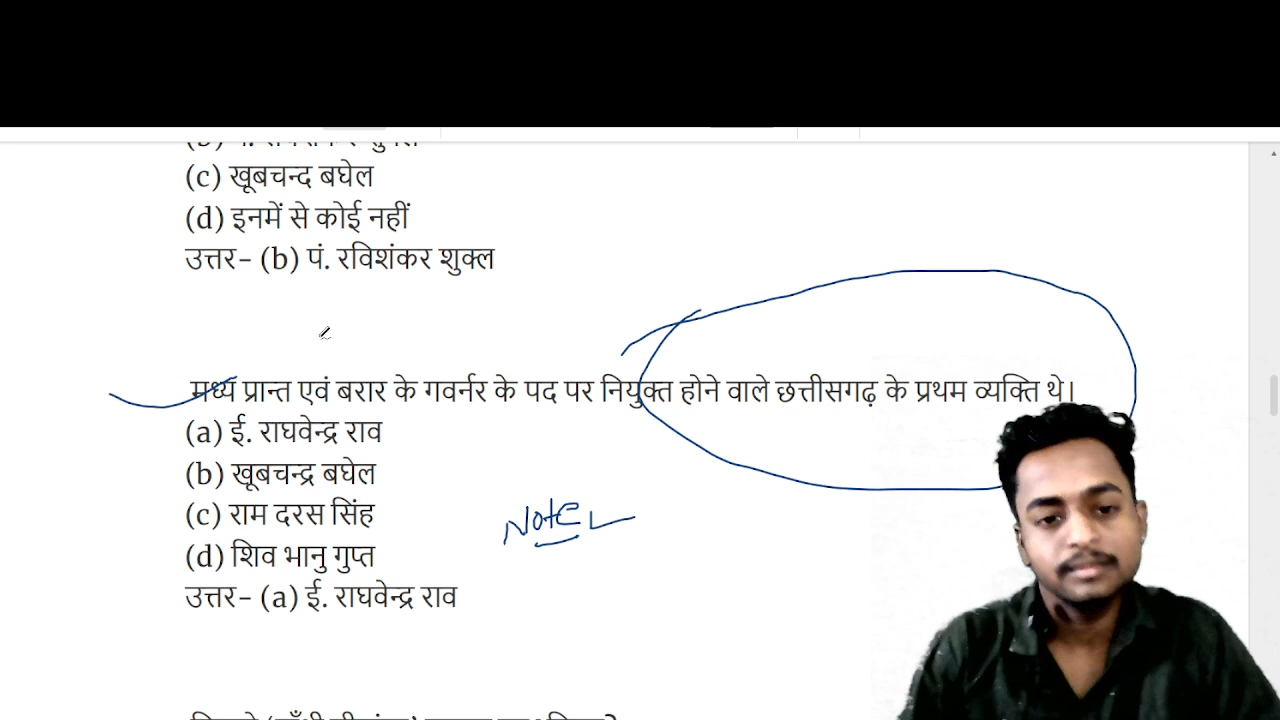 (c) खूबचन्द बघेल
(d) इनमें से कोई नहीं
उत्तर- (b) पं. रविशंकर शुक्ल
मध्य प्रान्त एवं बरार के गवर्नर के पद पर नियुक्त होने वाले छत्तीसगढ़ के प्रथम व्यक्ति थे।
(a) ई. राघवेन्द्र राव
(b) खूबचन्द्र बघेल
(c) राम दरस सिंह
Note
(d) शिव भानु गुप्त
उत्तर- (a) ई. राघवेन्द्र राव